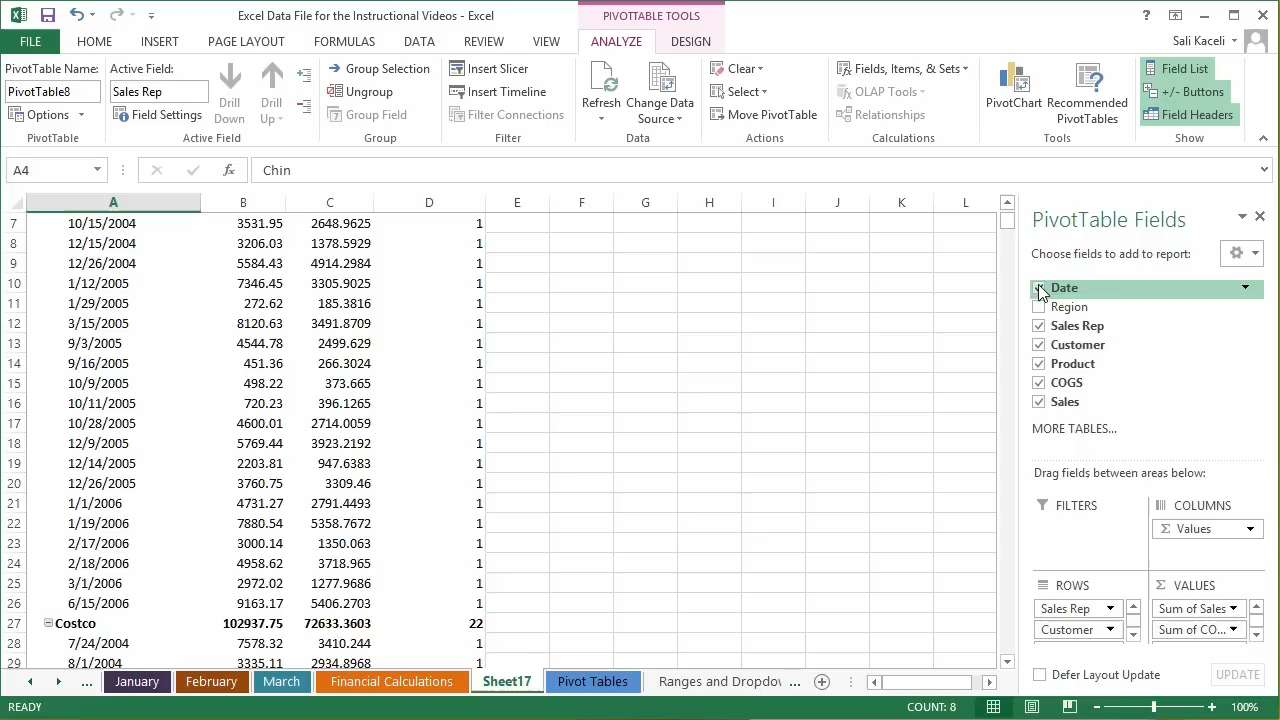 Excel Data File for the Instructional Videos - Excel
PIVOTTABLE TOOLS
?
FILE HOME INSERT PAGE LAYOUT FORMULAS DATA REVIEW VIEW ANALYZE DESIGN
Sali Kaceli
PivotTable Name:
PivotTable8
Options
PivotTable
Active Field:
Sales Rep
Field Settings
Drill Down
Drill Up
Active Field
Group Selection
Ungroup
Group Field
Group
Insert Slicer
Insert Timeline
Filter Connections
Filter
Refresh
Change Data Source
Data
Clear
Select
Move PivotTable
Actions
Fields, Items, & Sets
OLAP Tools
Relationships
Calculations
PivotChart
Recommended PivotTables
Tools
Field List
+/- Buttons
Field Headers
Show
A4 fx Chin
A B C D E F G H I J K L
7 10/15/2004 3531.95 2648.9625 1
8 12/15/2004 3206.03 1378.5929 1
9 12/26/2004 5584.43 4914.2984 1
10 1/12/2005 7346.45 3305.9025 1
11 1/29/2005 272.62 185.3816 1
12 3/15/2005 8120.63 3491.8709 1
13 9/3/2005 4544.78 2499.629 1
14 9/16/2005 451.36 266.3024 1
15 10/9/2005 498.22 373.665 1
16 10/11/2005 720.23 396.1265 1
17 10/28/2005 4600.01 2714.0059 1
18 12/9/2005 5769.44 3923.2192 1
19 12/14/2005 2203.81 947.6383 1
20 12/26/2005 3760.75 3309.46 1
21 1/1/2006 4731.27 2791.4493 1
22 1/19/2006 7880.54 5358.7672 1
23 2/17/2006 3000.14 1350.063 1
24 2/18/2006 4958.62 3718.965 1
25 3/1/2006 2972.02 1277.9686 1
26 6/15/2006 9163.17 5406.2703 1
27 Costco 102937.75 72633.3603 22
28 7/24/2004 7578.32 3410.244 1
29 8/1/2004 3335.11 2934.8968 1
PivotTable Fields
Choose fields to add to report:
Date
Region
Sales Rep
Customer
Product
COGS
Sales
MORE TABLES...
Drag fields between areas below:
FILTERS
COLUMNS
Σ Values
ROWS
Sales Rep
Customer
Σ VALUES
Sum of Sales
Sum of CO...
Defer Layout Update
UPDATE
... January February March Financial Calculations Sheet17 Pivot Tables Ranges and Dropdov ...
READY
COUNT: 8
100%